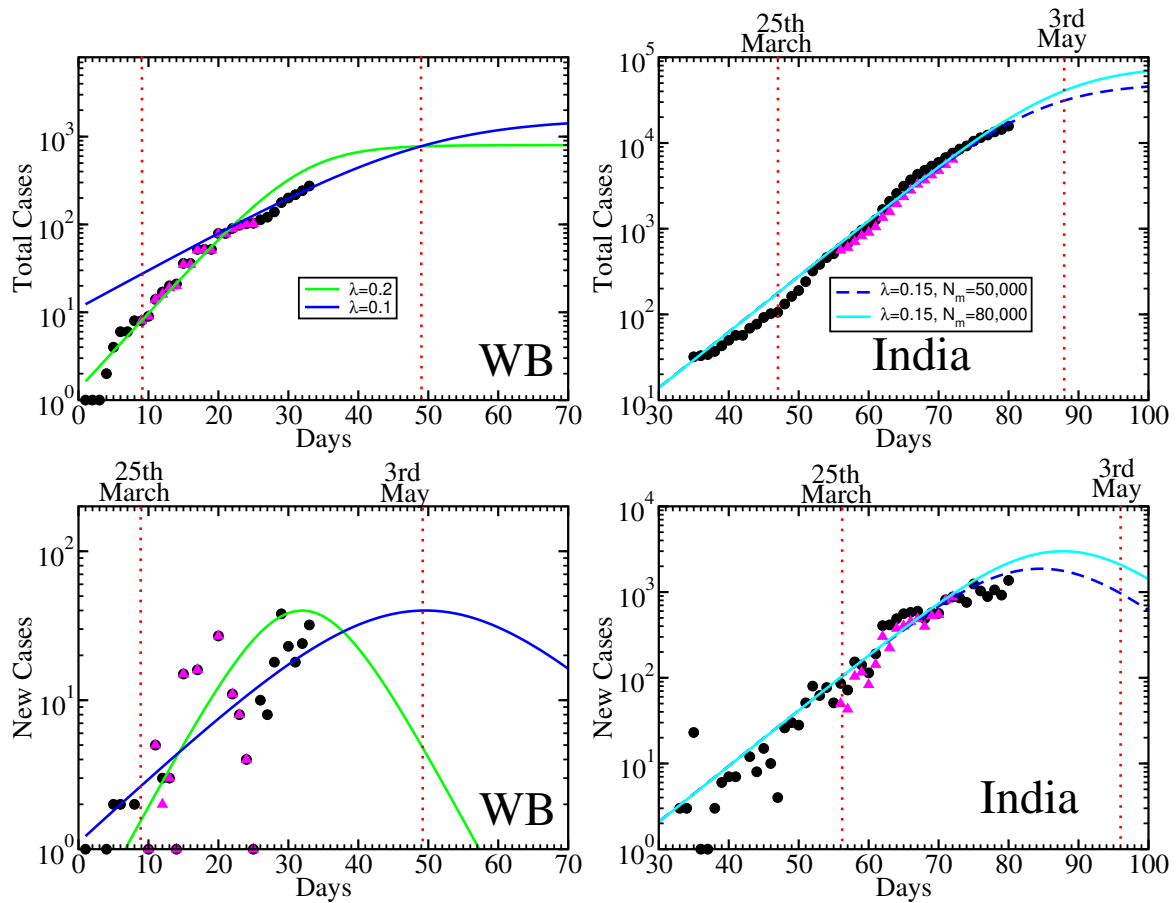 25th
March
3rd
May
10^3
10^2
10^1
10^0
Total Cases
λ=0.2
λ=0.1
WB
0 10 20 30 40 50 60 70
Days
10^5
10^4
10^3
10^2
10^1
Total Cases
λ=0.15, N_m=50,000
λ=0.15, N_m=80,000
India
30 40 50 60 70 80 90 100
Days
25th
March
3rd
May
10^2
10^1
10^0
New Cases
WB
0 10 20 30 40 50 60 70
Days
25th
March
3rd
May
10^4
10^3
10^2
10^1
10^0
New Cases
India
30 40 50 60 70 80 90 100
Days